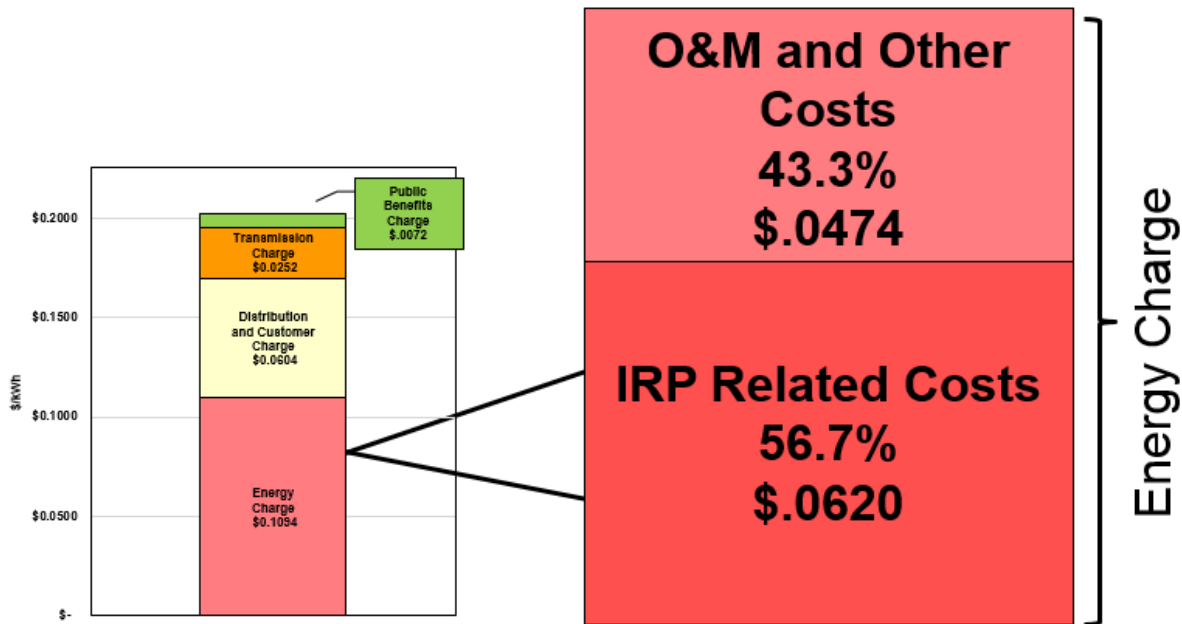 $/kWh
$0.2000
$0.1500
$0.1000
$0.0500
$-
Public
Benefits
Charge
$.0072
Transmission
Charge
$0.0252
Distribution
and Customer
Charge
$0.0604
Energy
Charge
$0.1094
O&M and Other
Costs
43.3%
$.0474
IRP Related Costs
56.7%
$.0620
Energy Charge